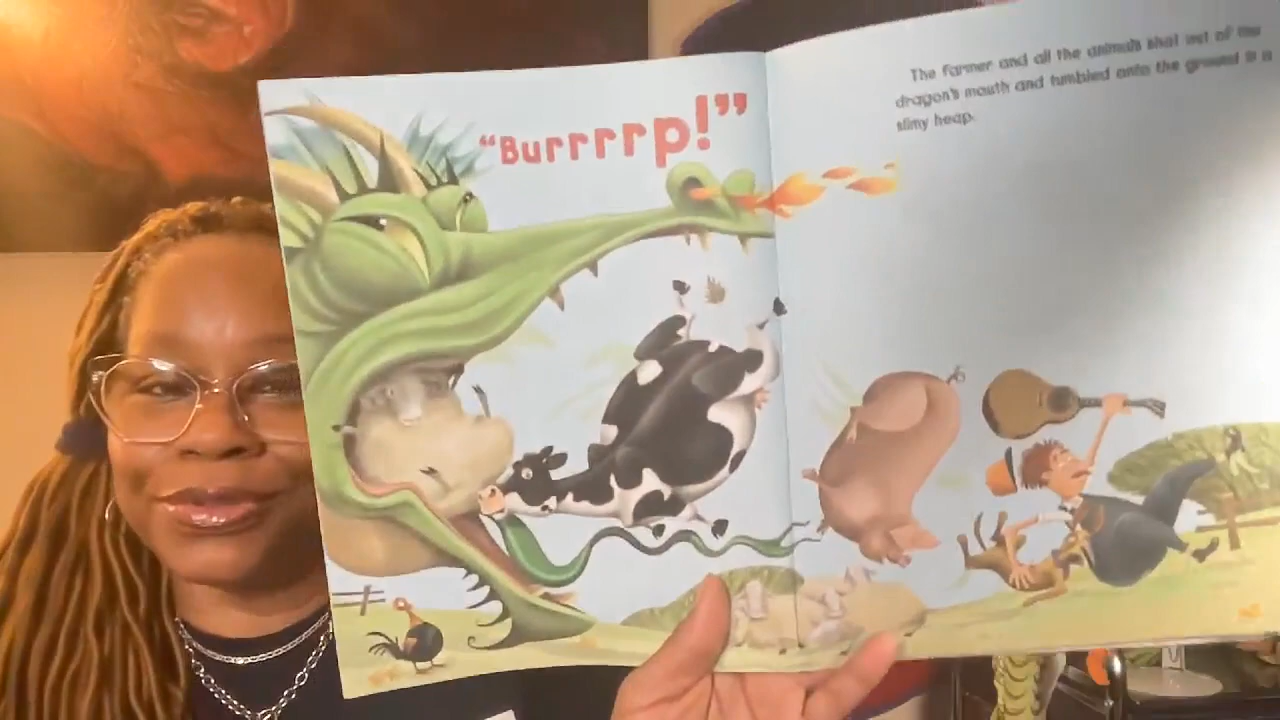 “Burrrrp!”
The farmer and all the animals shot out of the
dragon's mouth and tumbled onto the ground in a
slimy heap.